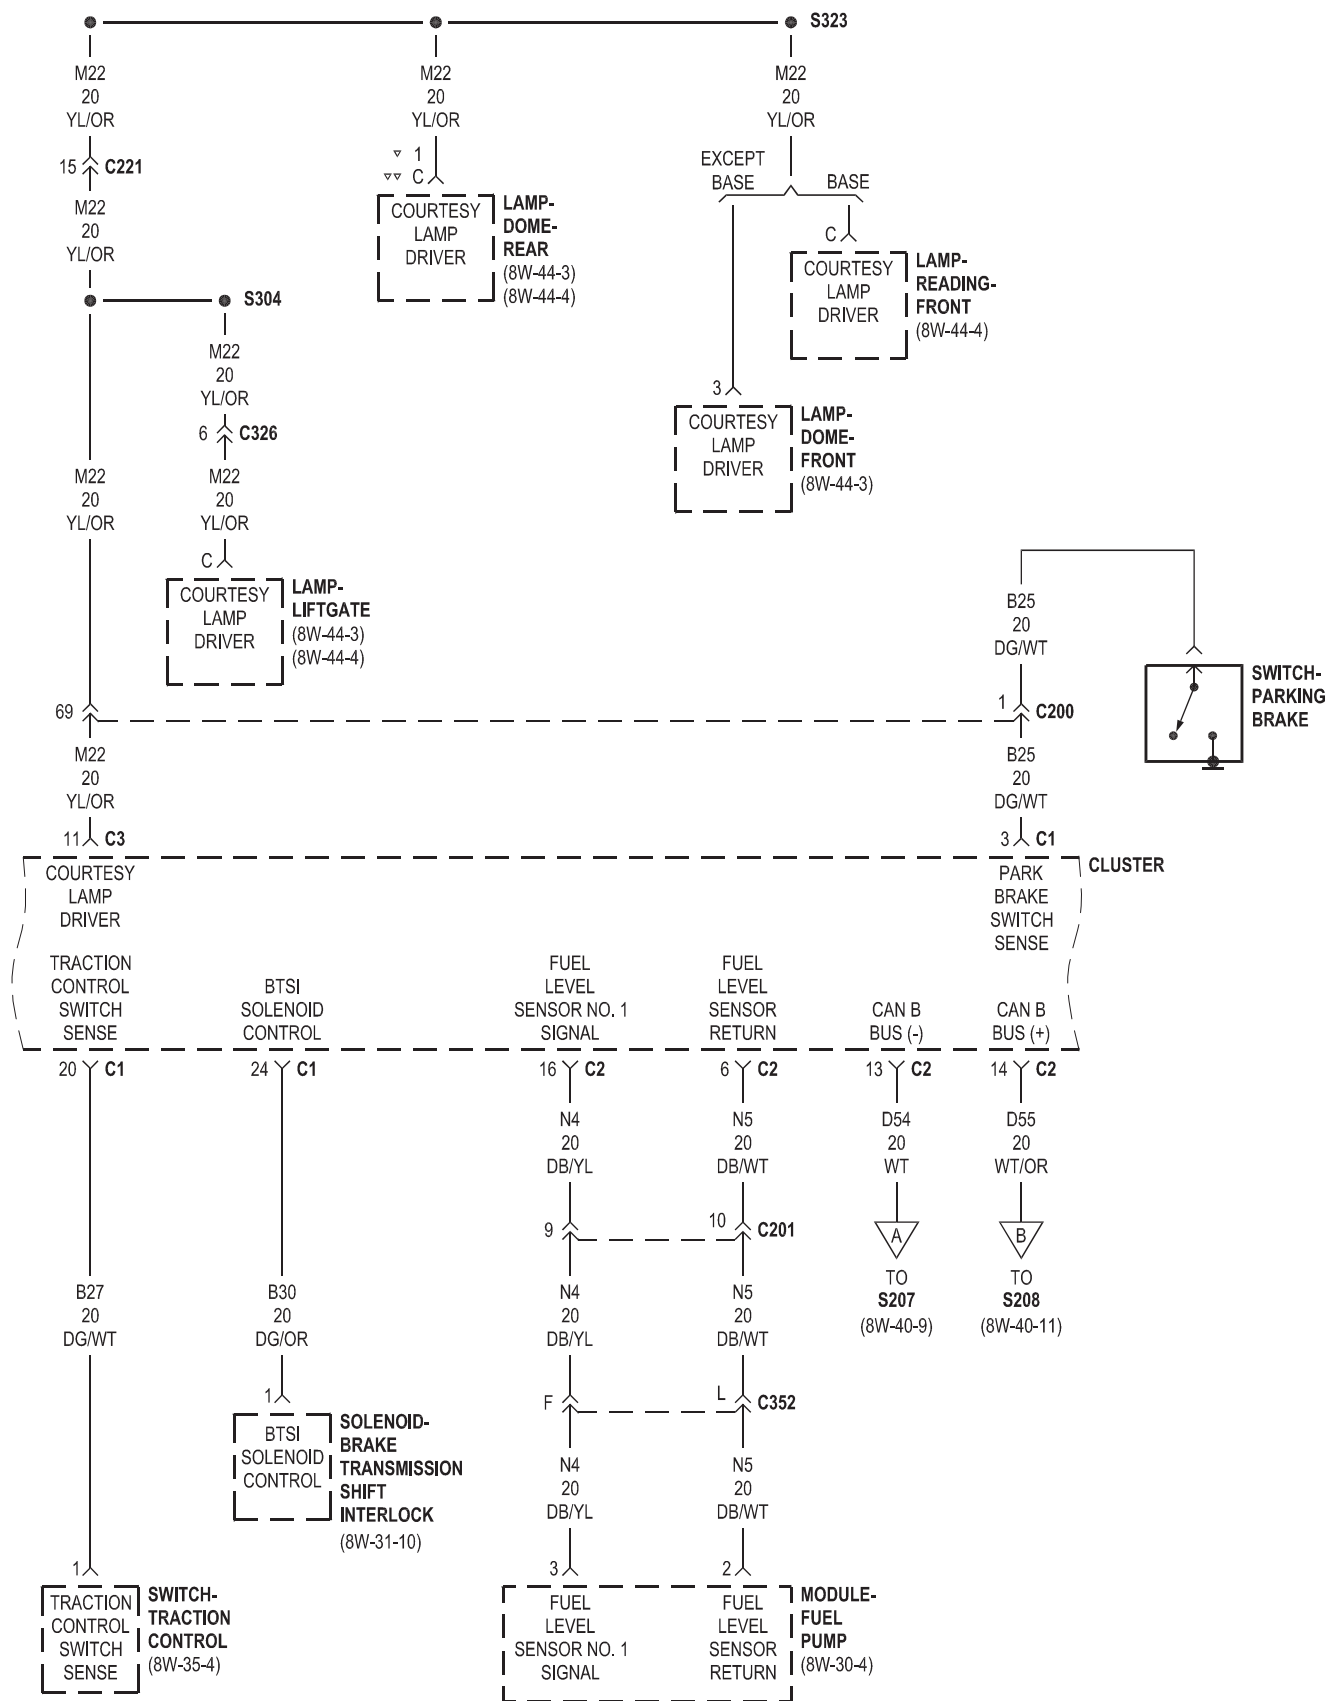 S323
M22
20
YL/OR
M22
20
YL/OR
M22
20
YL/OR
15 C221
M22
20
YL/OR
1
C
COURTESY
LAMP
DRIVER
LAMP-
DOME-
REAR
(8W-44-3)
(8W-44-4)
EXCEPT
BASE
BASE
C
COURTESY
LAMP
DRIVER
LAMP-
READING-
FRONT
(8W-44-4)
S304
M22
20
YL/OR
6 C326
M22
20
YL/OR
M22
20
YL/OR
3
COURTESY
LAMP
DRIVER
LAMP-
DOME-
FRONT
(8W-44-3)
C
COURTESY
LAMP
DRIVER
LAMP-
LIFTGATE
(8W-44-3)
(8W-44-4)
B25
20
DG/WT
SWITCH-
PARKING
BRAKE
69
1 C200
M22
20
YL/OR
B25
20
DG/WT
11 C3
3 C1
CLUSTER
COURTESY
LAMP
DRIVER
PARK
BRAKE
SWITCH
SENSE
TRACTION
CONTROL
SWITCH
SENSE
BTSI
SOLENOID
CONTROL
FUEL
LEVEL
SENSOR NO. 1
SIGNAL
FUEL
LEVEL
SENSOR
RETURN
CAN B
BUS (-)
CAN B
BUS (+)
20 C1
24 C1
16 C2
6 C2
13 C2
14 C2
N4
20
DB/YL
N5
20
DB/WT
D54
20
WT
D55
20
WT/OR
9
10 C201
A
B
TO
S207
(8W-40-9)
TO
S208
(8W-40-11)
B27
20
DG/WT
B30
20
DG/OR
N4
20
DB/YL
N5
20
DB/WT
1
F
L C352
BTSI
SOLENOID
CONTROL
SOLENOID-
BRAKE
TRANSMISSION
SHIFT
INTERLOCK
(8W-31-10)
N4
20
DB/YL
N5
20
DB/WT
1
3
2
TRACTION
CONTROL
SWITCH
SENSE
SWITCH-
TRACTION
CONTROL
(8W-35-4)
FUEL
LEVEL
SENSOR NO. 1
SIGNAL
FUEL
LEVEL
SENSOR
RETURN
MODULE-
FUEL
PUMP
(8W-30-4)